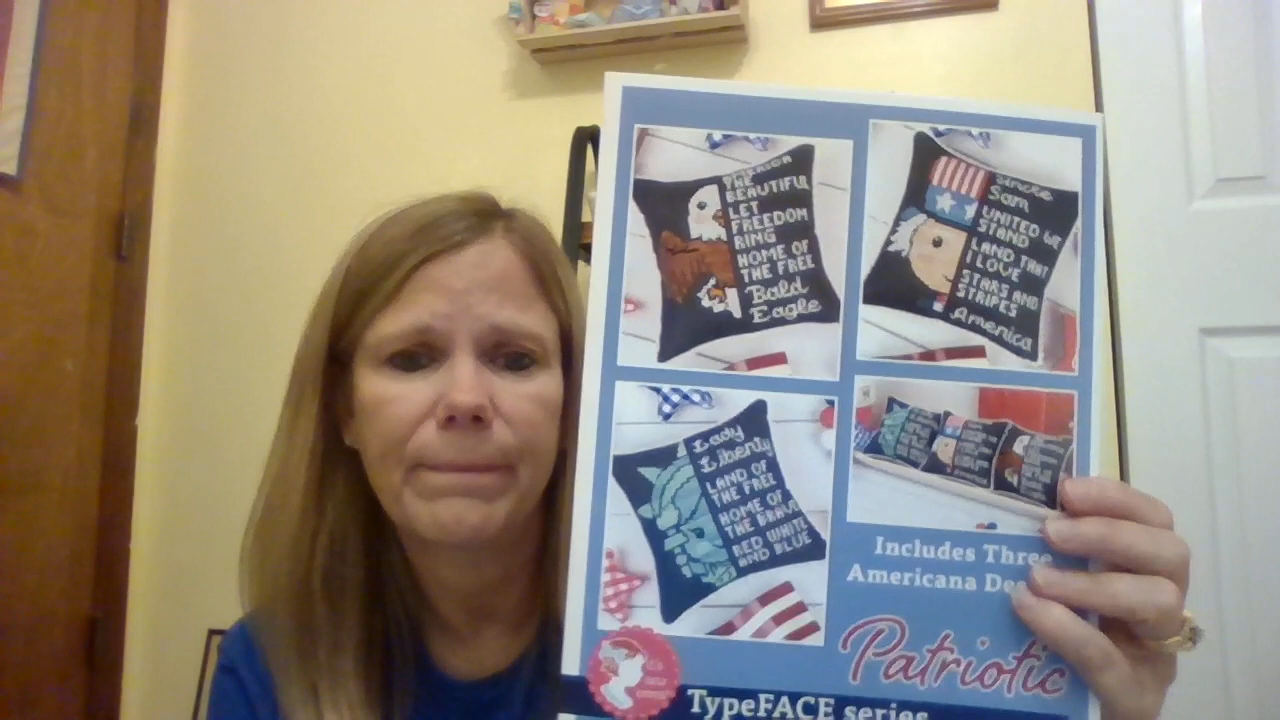 THE
BEAUTIFUL
LET
FREEDOM
RING
HOME OF
THE FREE
Bald
Eagle
Uncle
Sam
UNITED WE
STAND
LAND THAT
I LOVE
STARS AND
STRIPES
America
Lady
Liberty
LAND OF
THE FREE
HOME OF
THE BRAVE
RED WHITE
AND BLUE
Includes Three
Americana
Patriotic
TypeFACE series